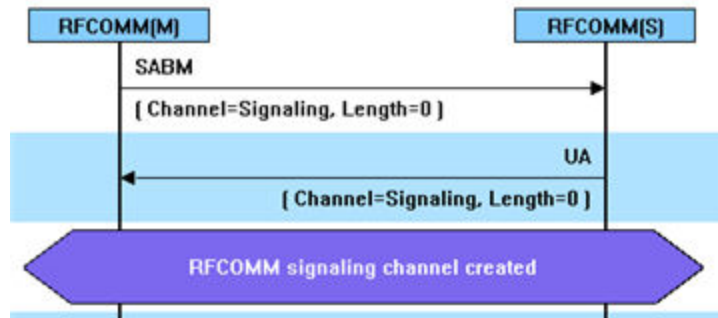 RFCOMM(M) RFCOMM(S)
SABM
( Channel=Signaling, Length=0 )
UA
( Channel=Signaling, Length=0 )
RFCOMM signaling channel created